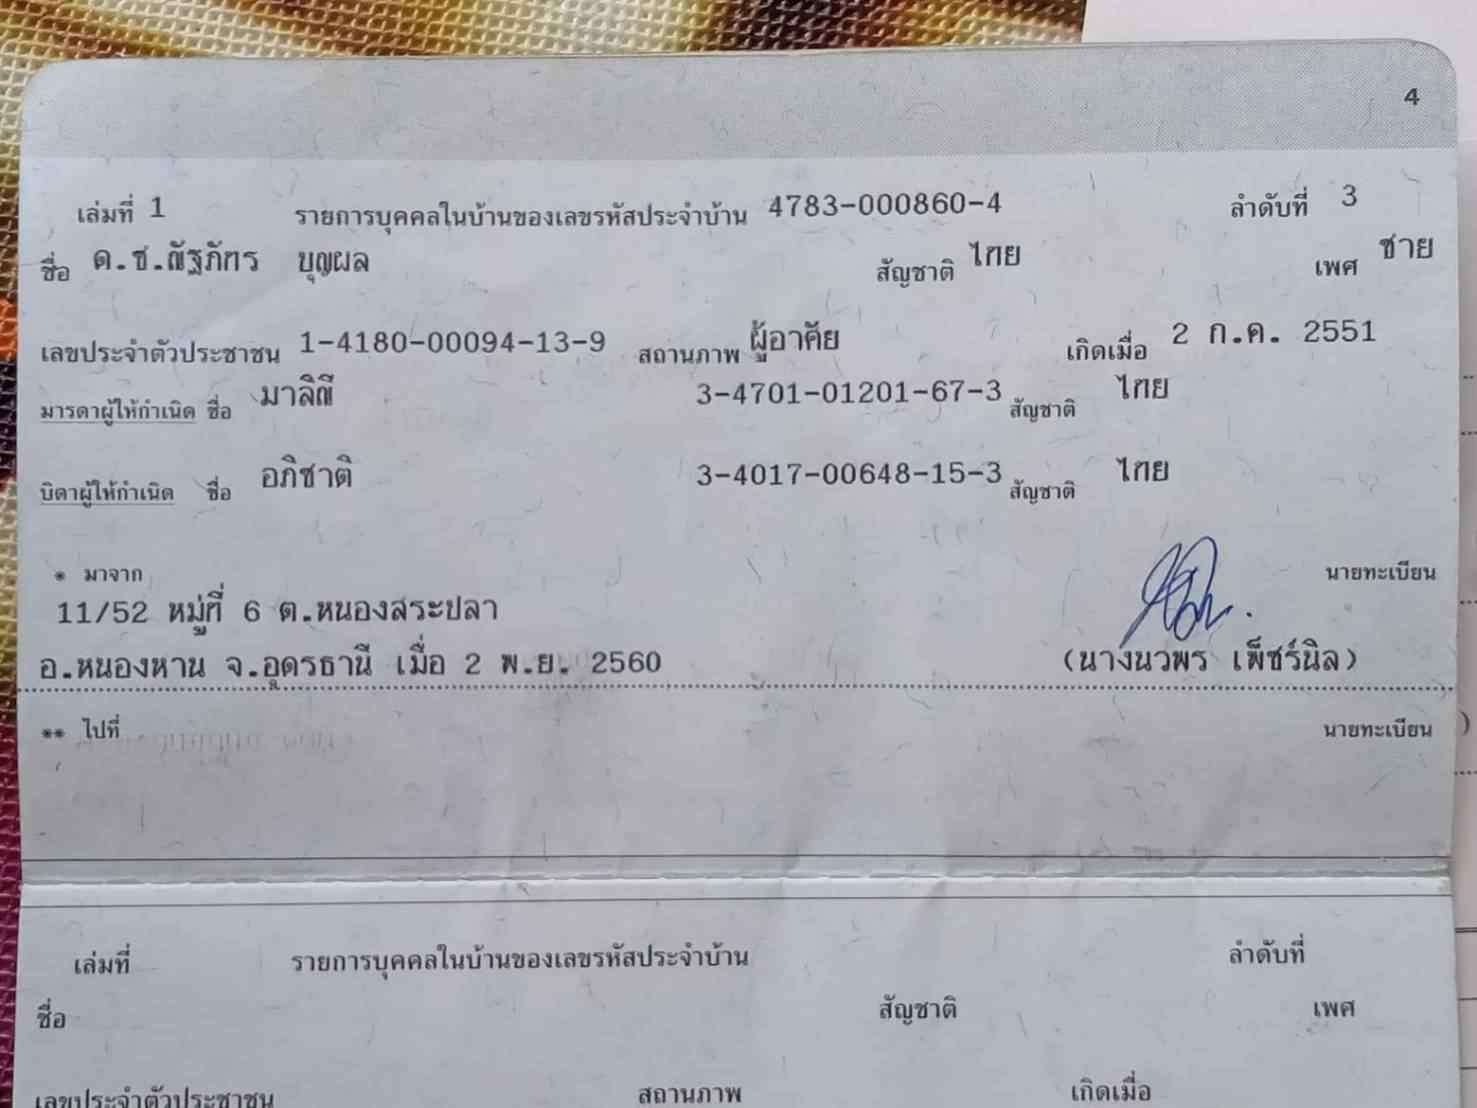 4
เล่มที่ 1 รายการบุคคลในบ้านของเลขรหัสประจำบ้าน 4783-000860-4 ลำดับที่ 3
ชื่อ ด.ช.ณัฐภัทร บุญผล สัญชาติ ไทย เพศ ชาย
เลขประจำตัวประชาชน 1-4180-00094-13-9 สถานภาพ ผู้อาศัย เกิดเมื่อ 2 ก.ค. 2551
มารดาผู้ให้กำเนิด ชื่อ มาลิณี 3-4701-01201-67-3 สัญชาติ ไทย
บิดาผู้ให้กำเนิด ชื่อ อภิชาติ 3-4017-00648-15-3 สัญชาติ ไทย
* มาจาก นายทะเบียน
11/52 หมู่ที่ 6 ต.หนองสระปลา
อ.หนองหาน จ.อุดรธานี เมื่อ 2 พ.ย. 2560 (นางนวพร เพ็ชร์นิล)
** ไปที่ นายทะเบียน
เล่มที่ รายการบุคคลในบ้านของเลขรหัสประจำบ้าน ลำดับที่
ชื่อ สัญชาติ เพศ
เลขประจำตัวประชาชน สถานภาพ เกิดเมื่อ